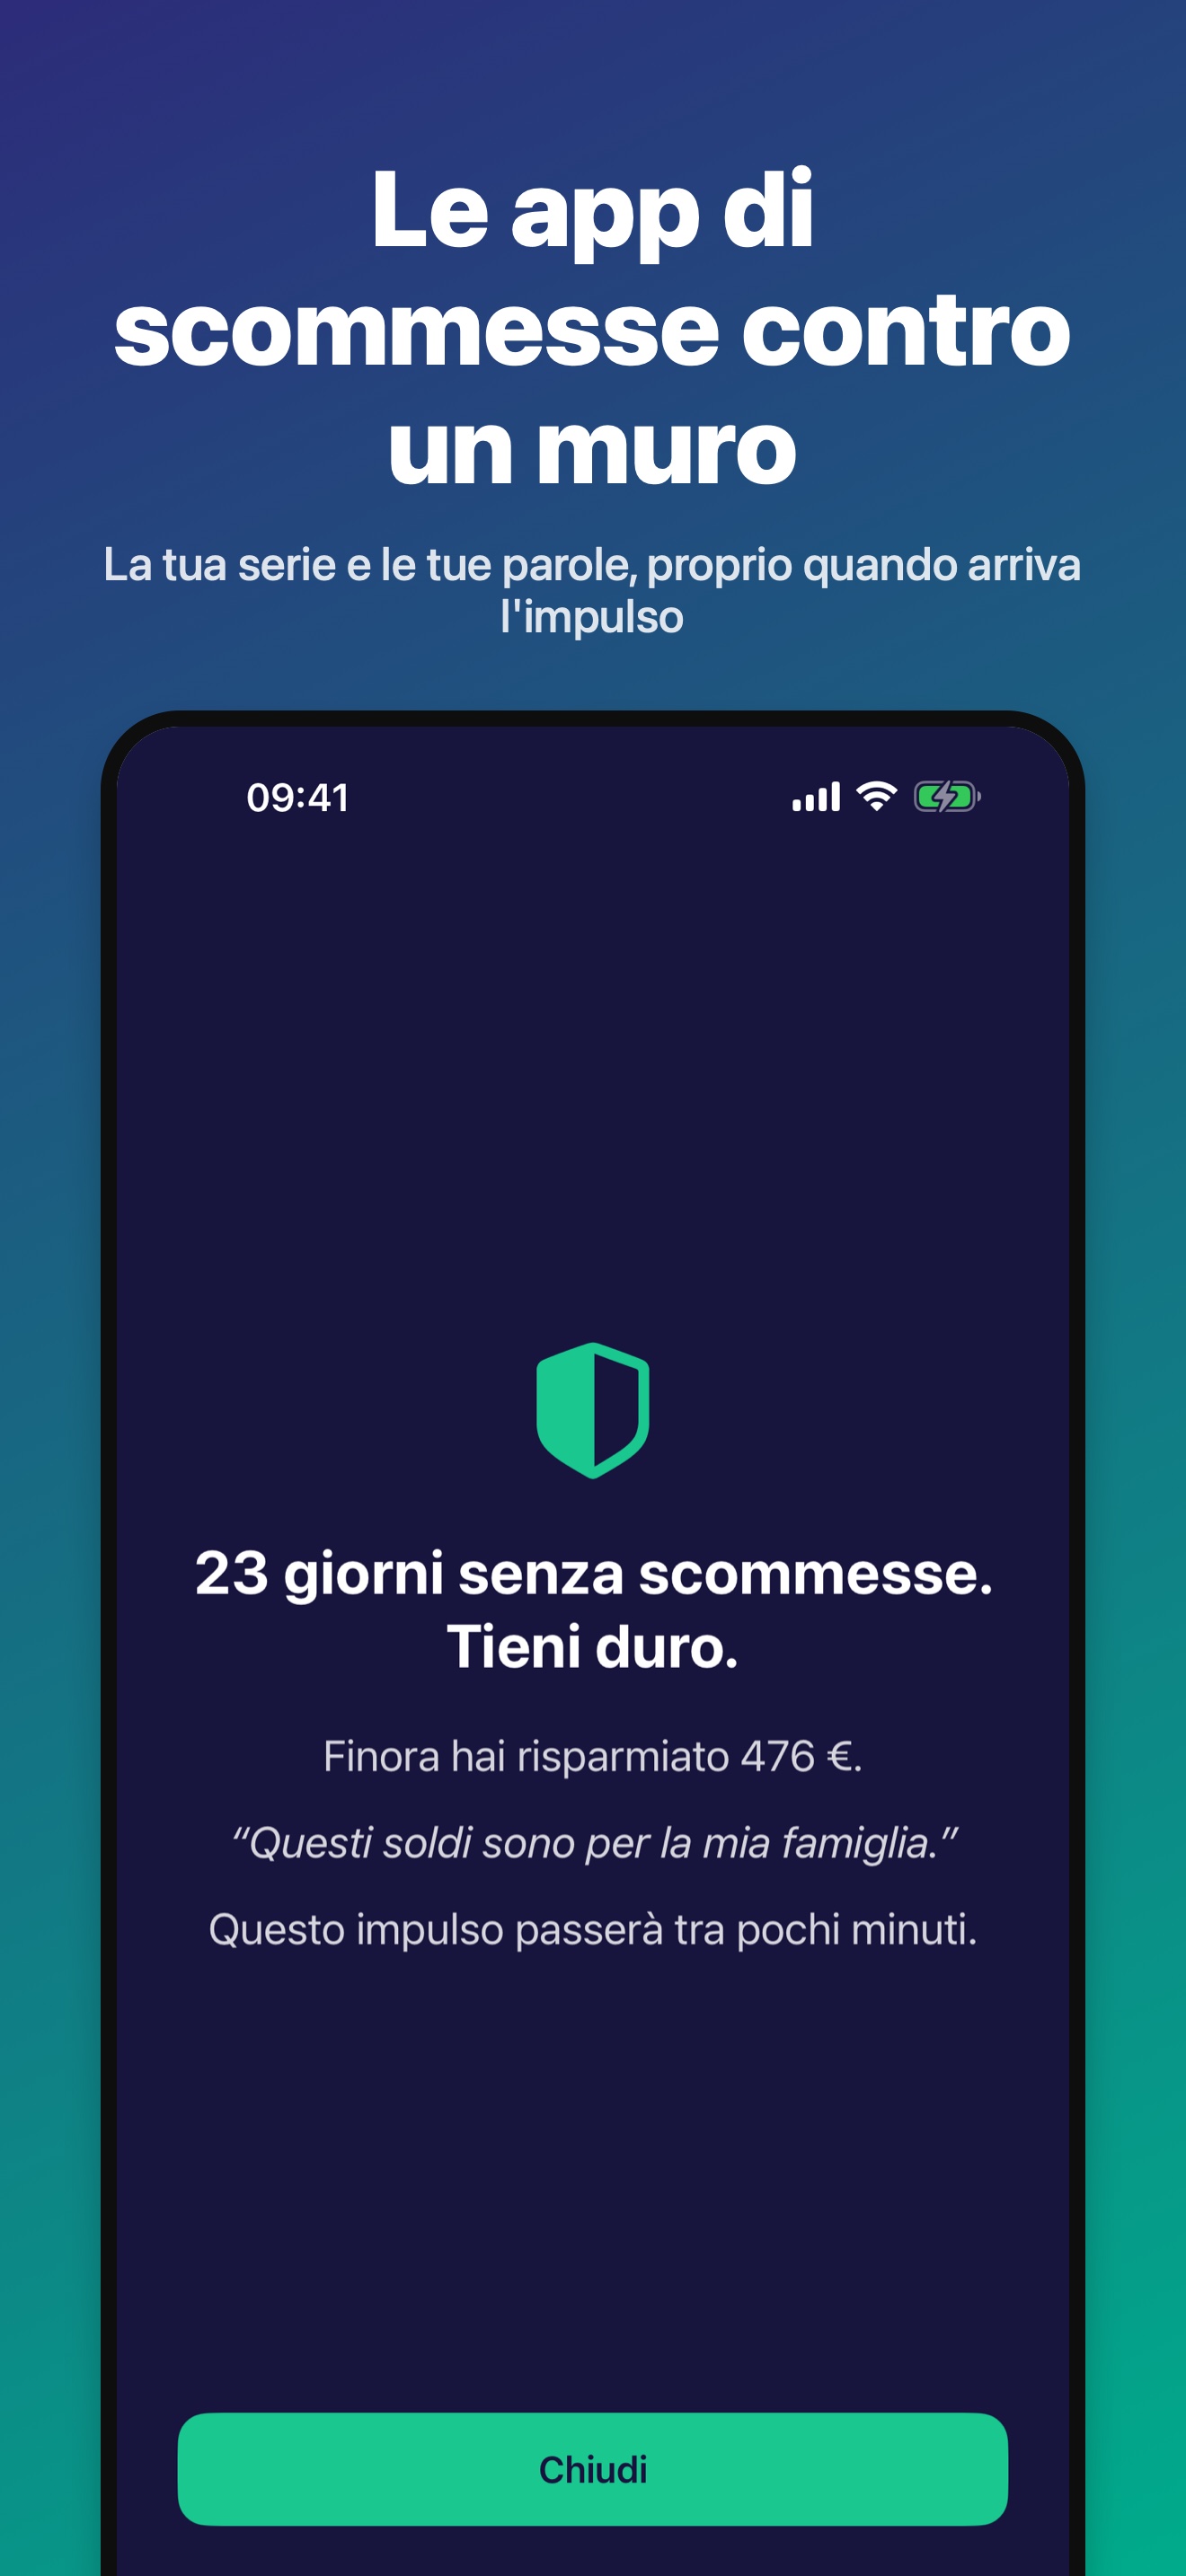 Le app di
scommesse contro
un muro
La tua serie e le tue parole, proprio quando arriva
l'impulso
09:41
23 giorni senza scommesse.
Tieni duro.
Finora hai risparmiato 476 €.
“Questi soldi sono per la mia famiglia.”
Questo impulso passerà tra pochi minuti.
Chiudi